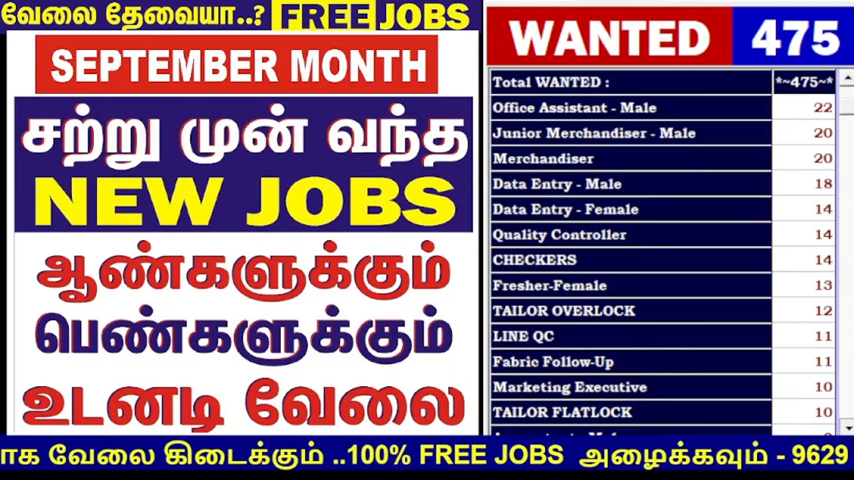 வேலை தேவையா..? FREE JOBS
SEPTEMBER MONTH
சற்று முன் வந்த
NEW JOBS
ஆண்களுக்கும்
பெண்களுக்கும்
உடனடி வேலை
WANTED 475
Total WANTED : *~475~*
Office Assistant - Male 22
Junior Merchandiser - Male 20
Merchandiser 20
Data Entry - Male 18
Data Entry - Female 14
Quality Controller 14
CHECKERS 14
Fresher-Female 13
TAILOR OVERLOCK 12
LINE QC 11
Fabric Follow-Up 11
Marketing Executive 10
TAILOR FLATLOCK 10
ாக வேலை கிடைக்கும் ..100% FREE JOBS அழைக்கவும் - 9629